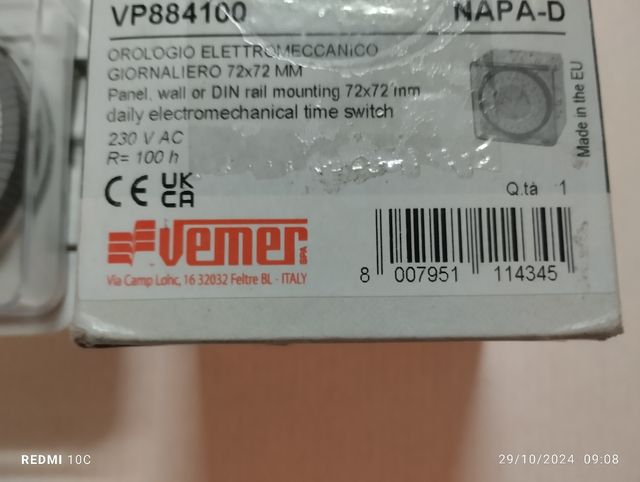 VP884100 NAPA-D
OROLOGIO ELETTROMECCANICO
GIORNALIERO 72x72 MM
Panel, wall or DIN rail mounting 72x72 mm
daily electromechanical time switch
230 V AC
R= 100 h
Made in the EU
CE UK
CA
Q.tà 1
Vemer SPA
Via Camp Lonc, 16 32032 Feltre BL - ITALY
8 007951 114345
REDMI 10C
29/10/2024 09:08